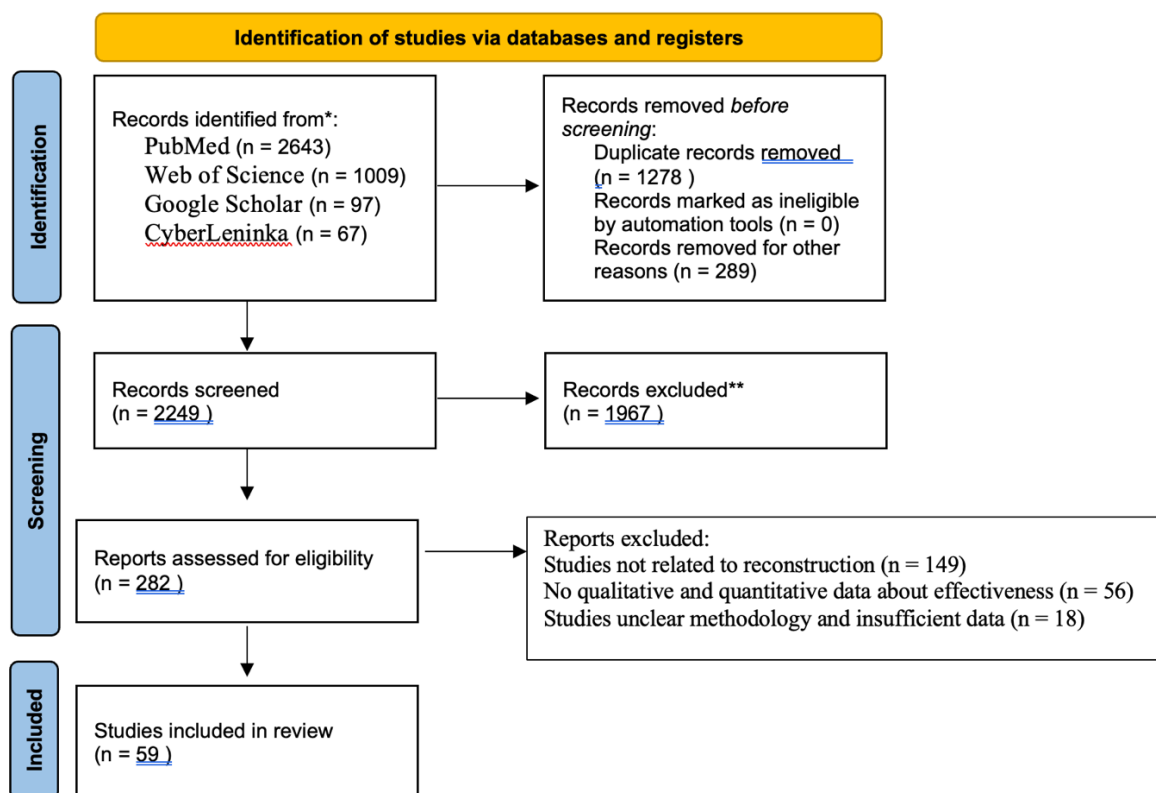 Identification of studies via databases and registers
Identification
Records identified from*:
PubMed (n = 2643)
Web of Science (n = 1009)
Google Scholar (n = 97)
CyberLeninka (n = 67)
Records removed before
screening:
Duplicate records removed
(n = 1278 )
Records marked as ineligible
by automation tools (n = 0)
Records removed for other
reasons (n = 289)
Screening
Records screened
(n = 2249 )
Records excluded**
(n = 1967 )
Reports assessed for eligibility
(n = 282 )
Reports excluded:
Studies not related to reconstruction (n = 149)
No qualitative and quantitative data about effectiveness (n = 56)
Studies unclear methodology and insufficient data (n = 18)
Included
Studies included in review
(n = 59 )